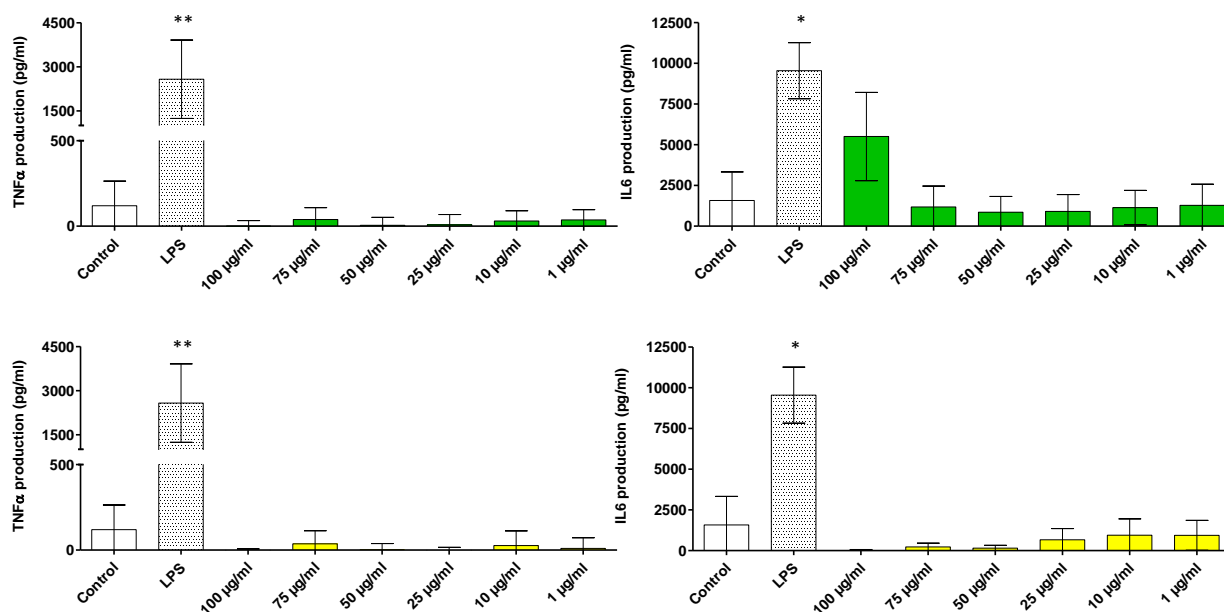 TNFα production (pg/ml)
4500
3000
1500
500
0
**
Control
LPS
100 µg/ml
75 µg/ml
50 µg/ml
25 µg/ml
10 µg/ml
1 µg/ml
IL6 production (pg/ml)
12500
10000
7500
5000
2500
0
*
Control
LPS
100 µg/ml
75 µg/ml
50 µg/ml
25 µg/ml
10 µg/ml
1 µg/ml
TNFα production (pg/ml)
4500
3000
1500
500
0
**
Control
LPS
100 µg/ml
75 µg/ml
50 µg/ml
25 µg/ml
10 µg/ml
1 µg/ml
IL6 production (pg/ml)
12500
10000
7500
5000
2500
0
*
Control
LPS
100 µg/ml
75 µg/ml
50 µg/ml
25 µg/ml
10 µg/ml
1 µg/ml